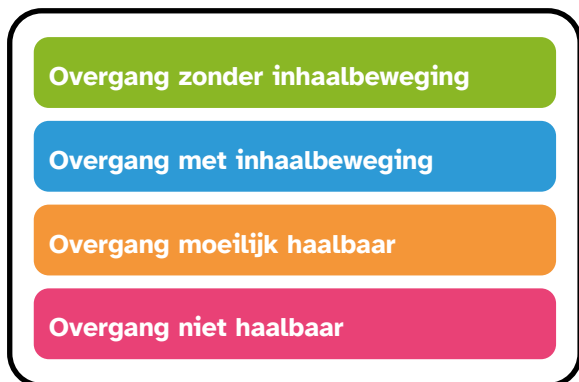 Overgang zonder inhaalbeweging
Overgang met inhaalbeweging
Overgang moeilijk haalbaar
Overgang niet haalbaar